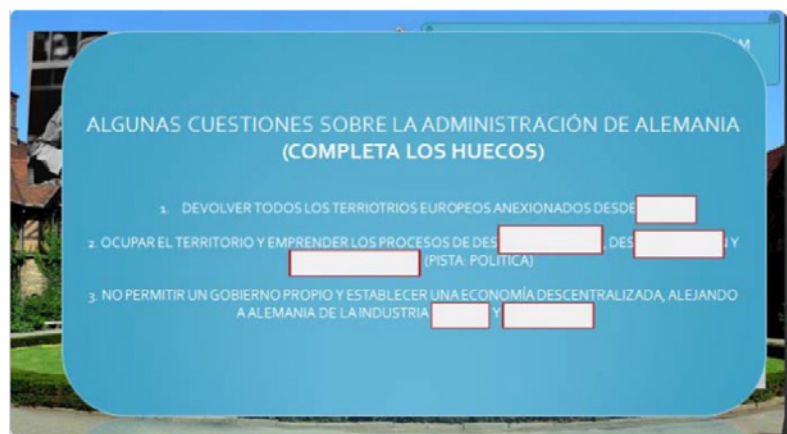 M
ALGUNAS CUESTIONES SOBRE LA ADMINISTRACIÓN DE ALEMANIA
(COMPLETA LOS HUECOS)
1. DEVOLVER TODOS LOS TERRIOTRIOS EUROPEOS ANEXIONADOS DESDE
2. OCUPAR EL TERRITORIO Y EMPRENDER LOS PROCESOS DE DES , DES N Y
(PISTA: POLITICA)
3. NO PERMITIR UN GOBIERNO PROPIO Y ESTABLECER UNA ECONOMÍA DESCENTRALIZADA, ALEJANDO
A ALEMANIA DE LA INDUSTRIA Y